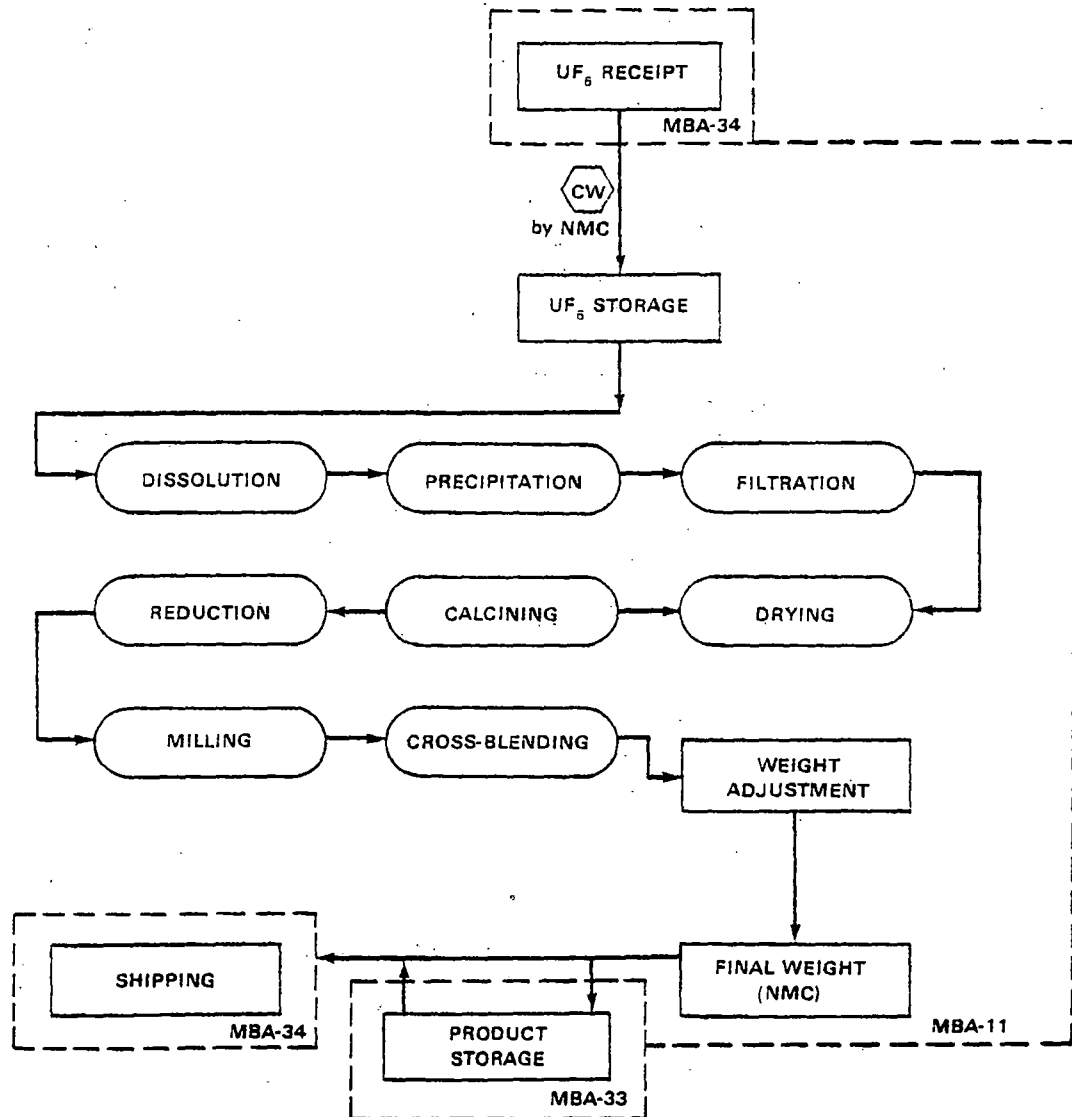 UF₆ RECEIPT
MBA-34
CW
by NMC
UF₆ STORAGE
DISSOLUTION
PRECIPITATION
FILTRATION
REDUCTION
CALCINING
DRYING
MILLING
CROSS-BLENDING
WEIGHT
ADJUSTMENT
SHIPPING
MBA-34
FINAL WEIGHT
(NMC)
MBA-11
PRODUCT
STORAGE
MBA-33